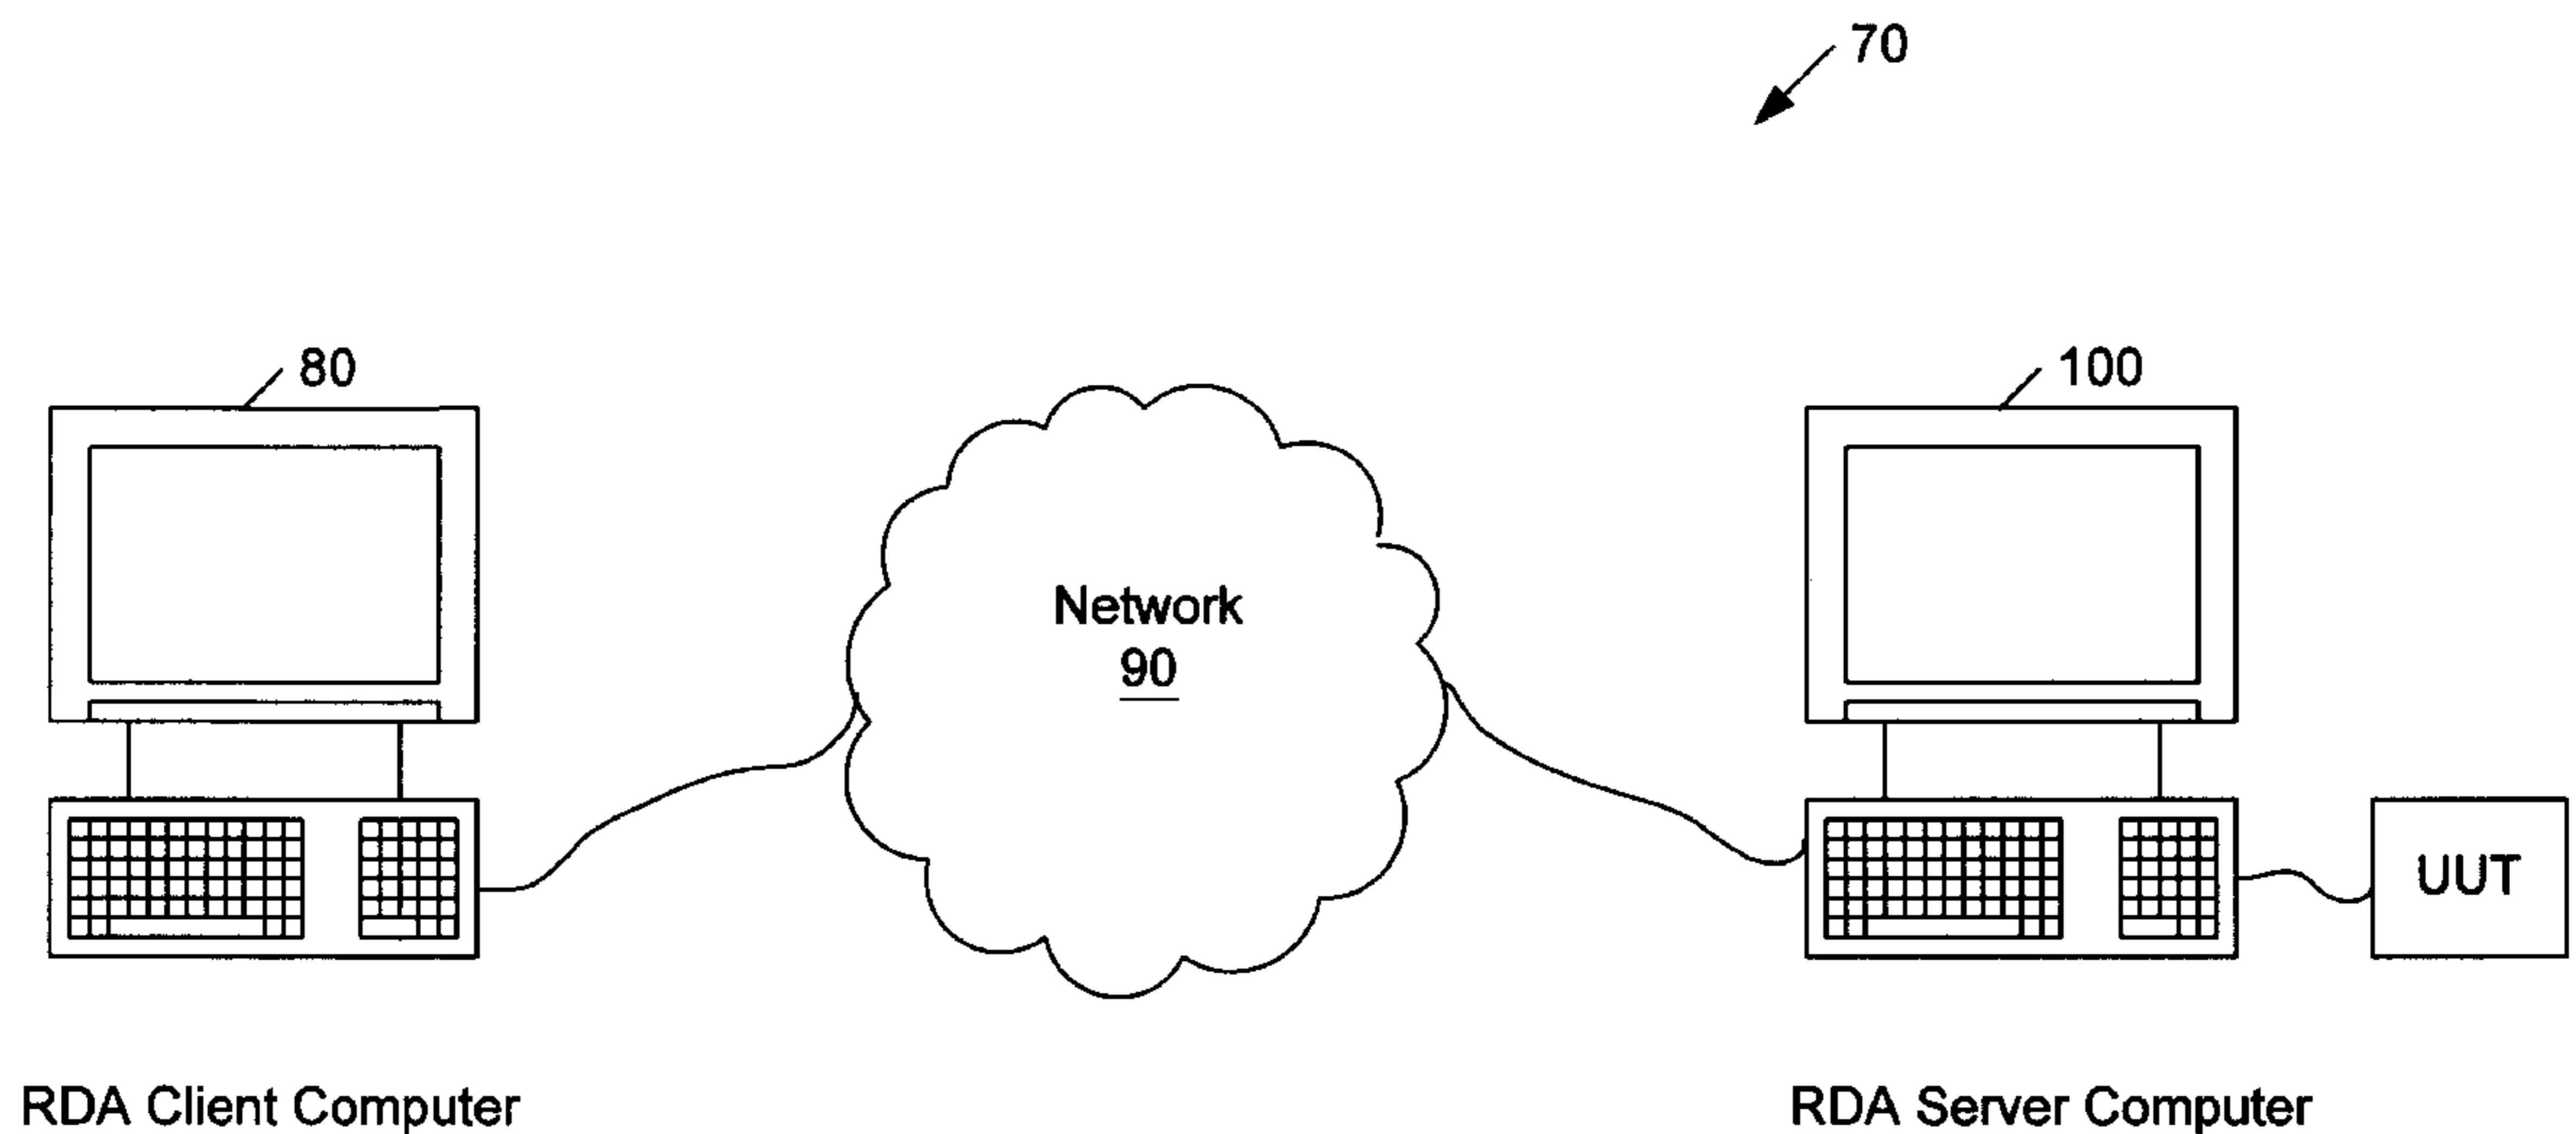 70
80
100
Network
90
UUT
RDA Client Computer
RDA Server Computer